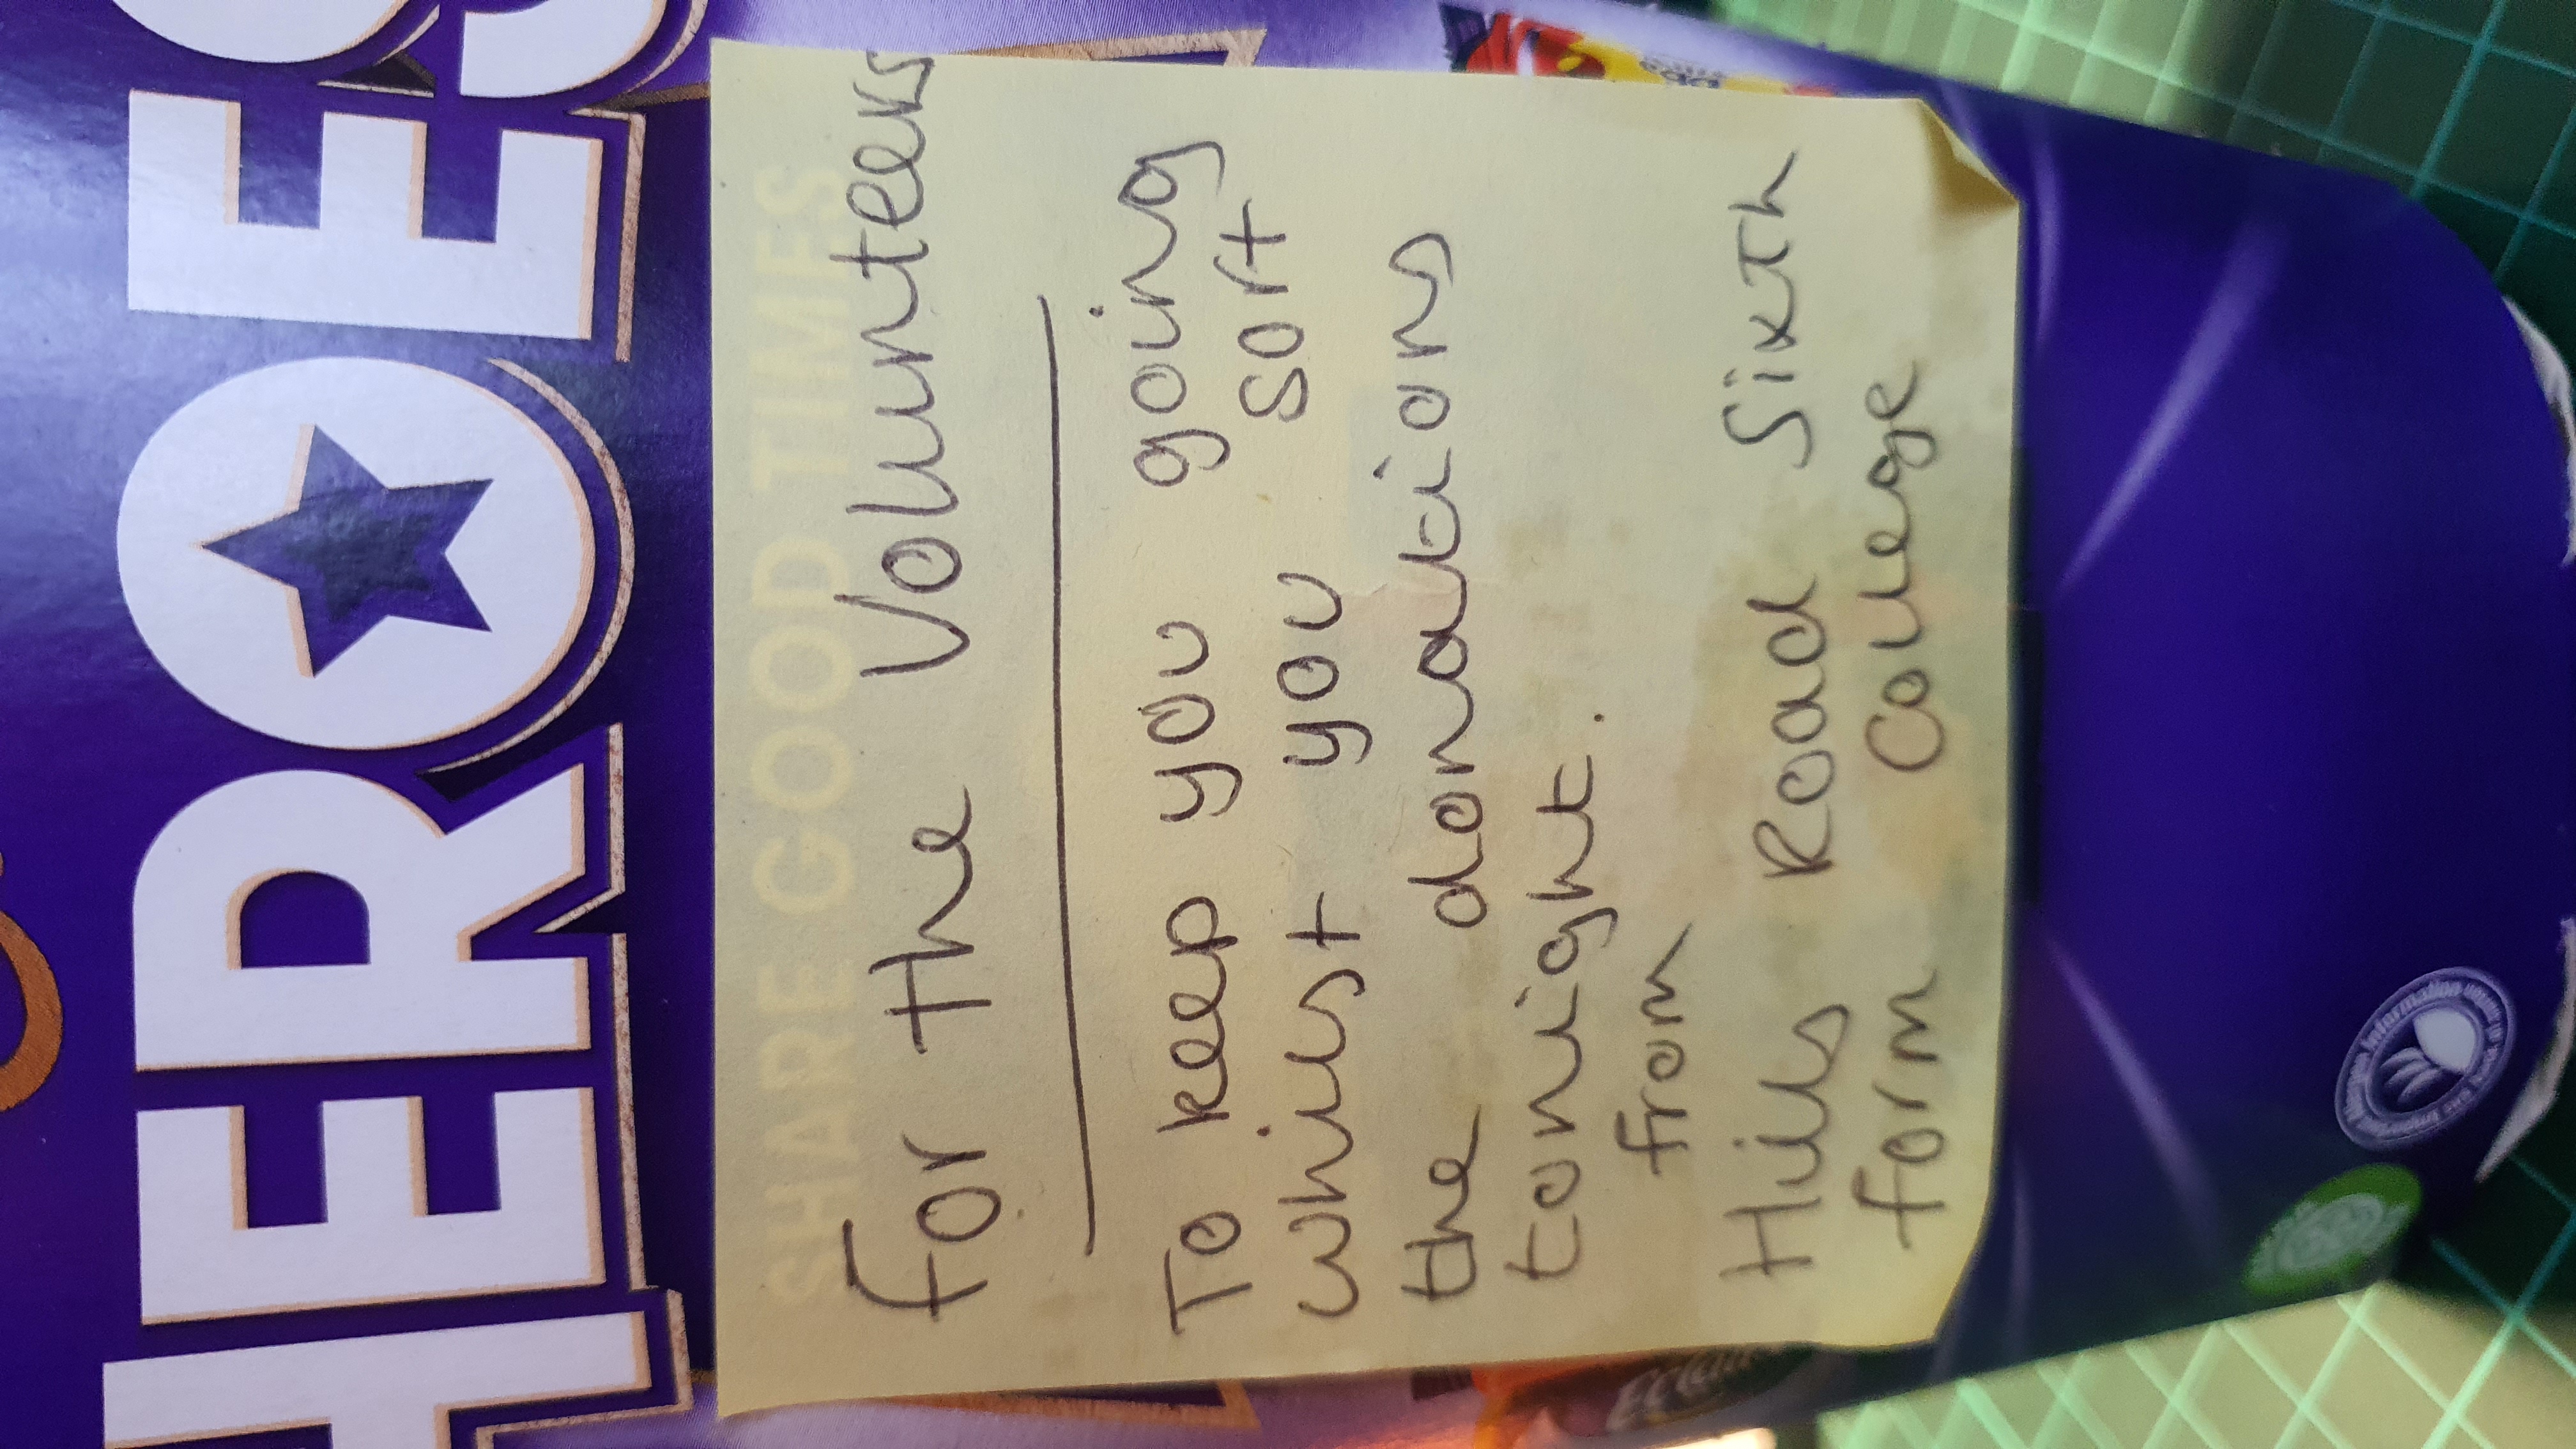 HEROES
SHARE GOOD TIMES
For the Volunteers
To keep you going
whilst you sort
the donations
tonight.
from
Hills Road Sixth
form College
Eclairs